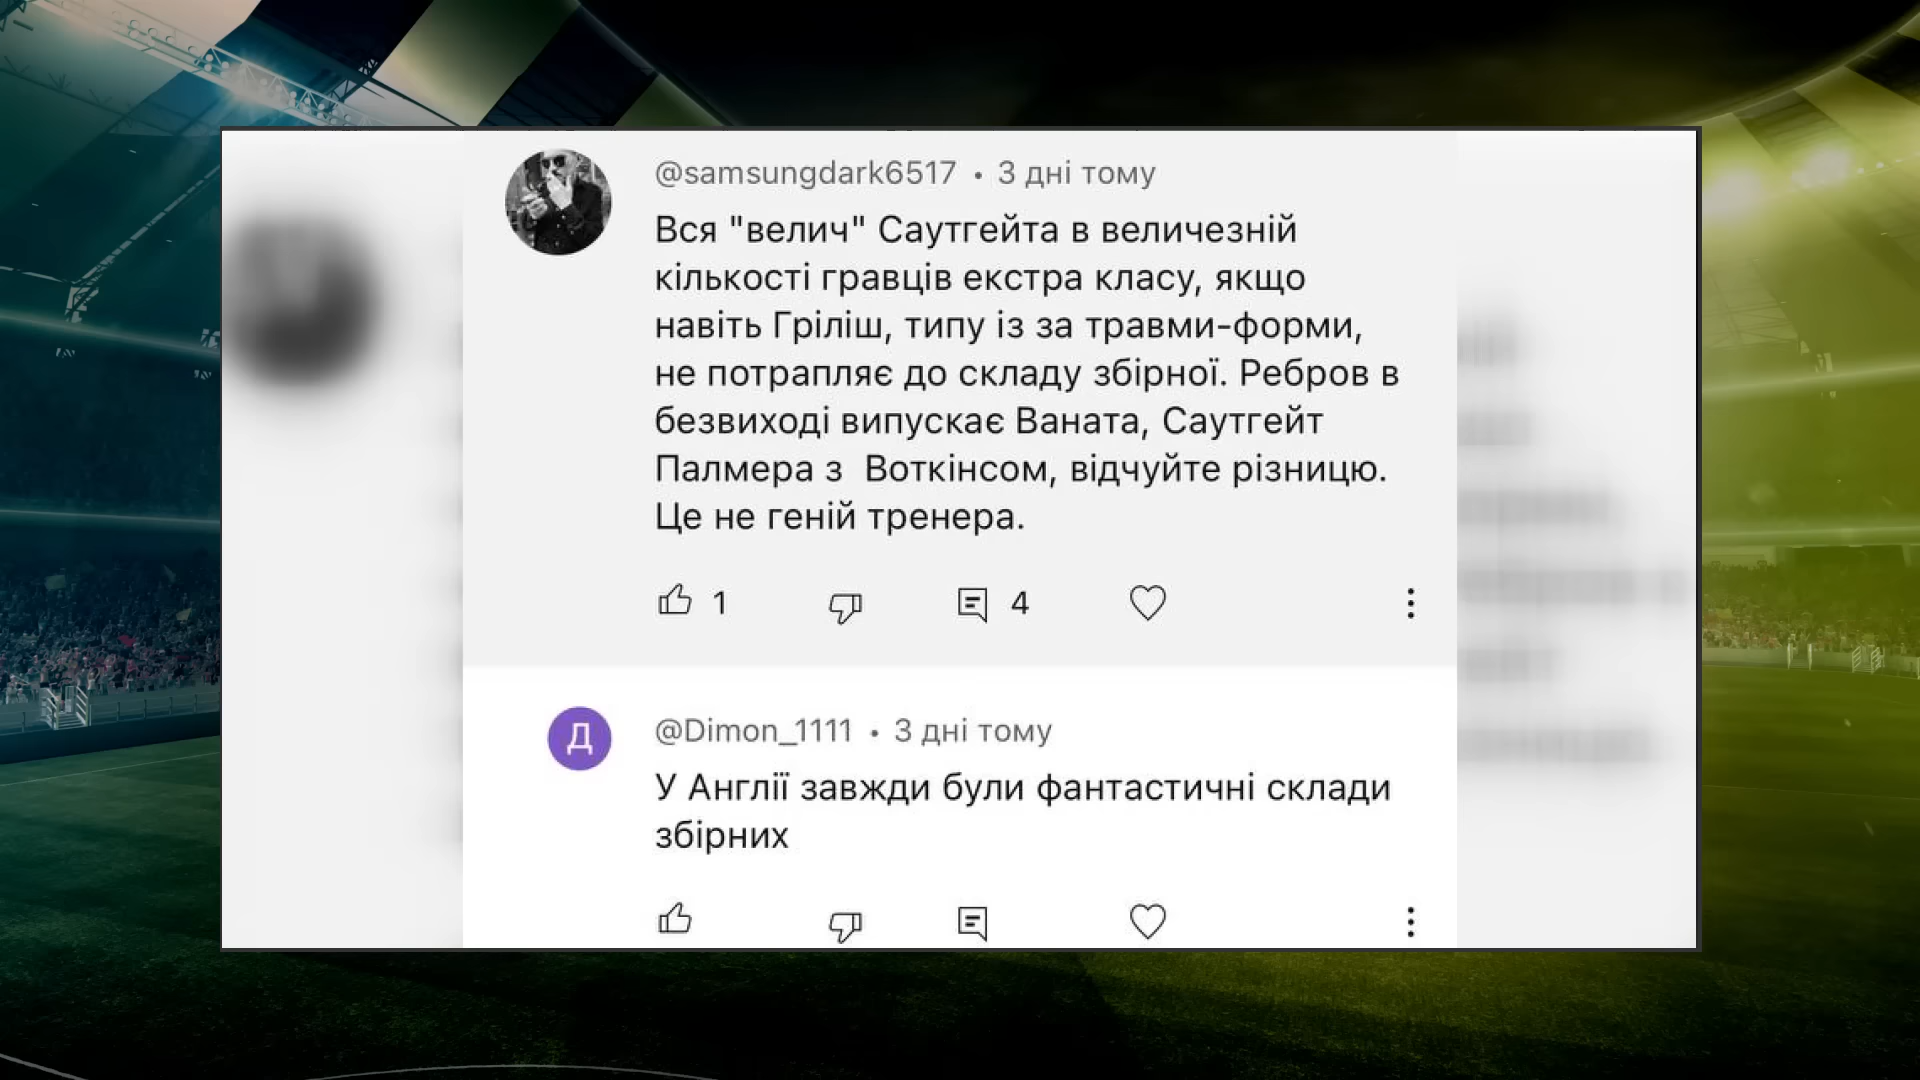 @samsungdark6517 • 3 дні тому
Вся "велич" Саутгейта в величезній
кількості гравців екстра класу, якщо
навіть Гріліш, типу із за травми-форми,
не потрапляє до складу збірної. Ребров в
безвиході випускає Ваната, Саутгейт
Палмера з  Воткінсом, відчуйте різницю.
Це не геній тренера.
1 4
Д
@Dimon_1111 • 3 дні тому
У Англії завжди були фантастичні склади
збірних